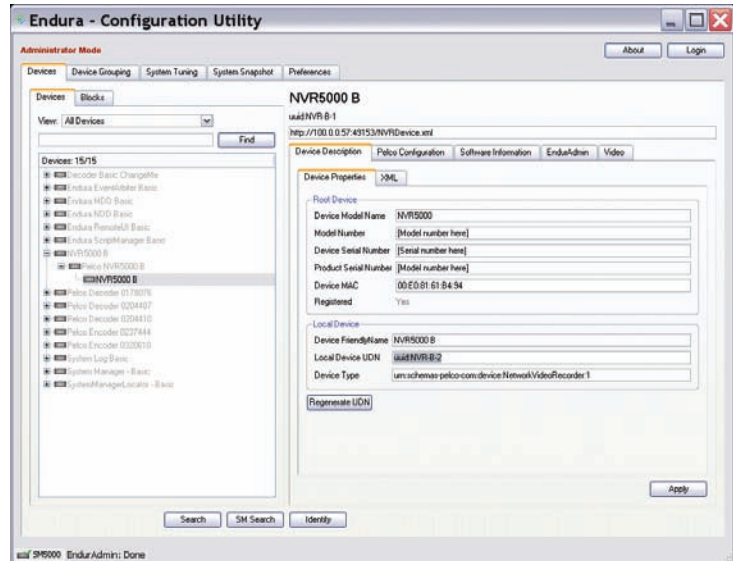 Endura - Configuration Utility
Administrator Mode
About
Login
Devices
Device Grouping
System Tuning
System Snapshot
Preferences
Devices
Blocks
View: All Devices
Find
Devices: 15/15
Decoder Basic ChangeMe
Endura EventArbiter Basic
Endura MDD Basic
Endura NDD Basic
Endura RemoteUI Basic
Endura ScriptManager Basic
NVR5000 B
Pelco NVR5000 B
NVR5000 B
Pelco Decoder 0178076
Pelco Decoder 0204407
Pelco Decoder 0204410
Pelco Encoder 0237444
Pelco Encoder 0320610
System Log Basic
System Manager - Basic
SystemManagerLocator - Basic
NVR5000 B
uuid:NVR-B-1
http://100.0.0.57:49153/NVRDevice.xml
Device Description
Pelco Configuration
Software Information
EnduAdmin
Video
Device Properties
XML
Root Device
Device Model Name NVR5000
Model Number [Model number here]
Device Serial Number [Serial number here]
Product Serial Number [Model number here]
Device MAC 00:E0:81:61:B4:94
Registered Yes
Local Device
Device FriendlyName NVR5000 B
Local Device UDN uuid:NVR-B-2
Device Type urn:schemas-pelco-com:device:NetworkVideoRecorder:1
Regenerate UDN
Apply
Search
SM Search
Identify
SM5000 EndurAdmin: Done